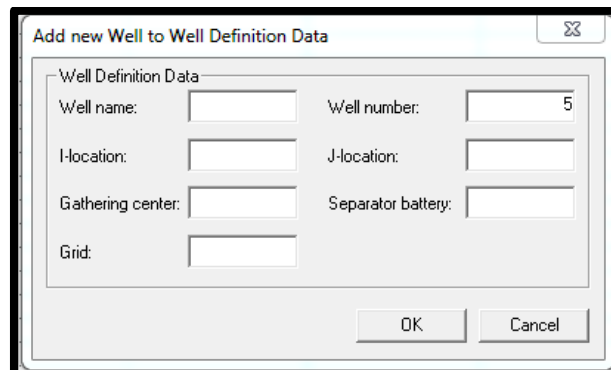 Add new Well to Well Definition Data
Well Definition Data
Well name: Well number: 5
I-location: J-location:
Gathering center: Separator battery:
Grid:
OK Cancel